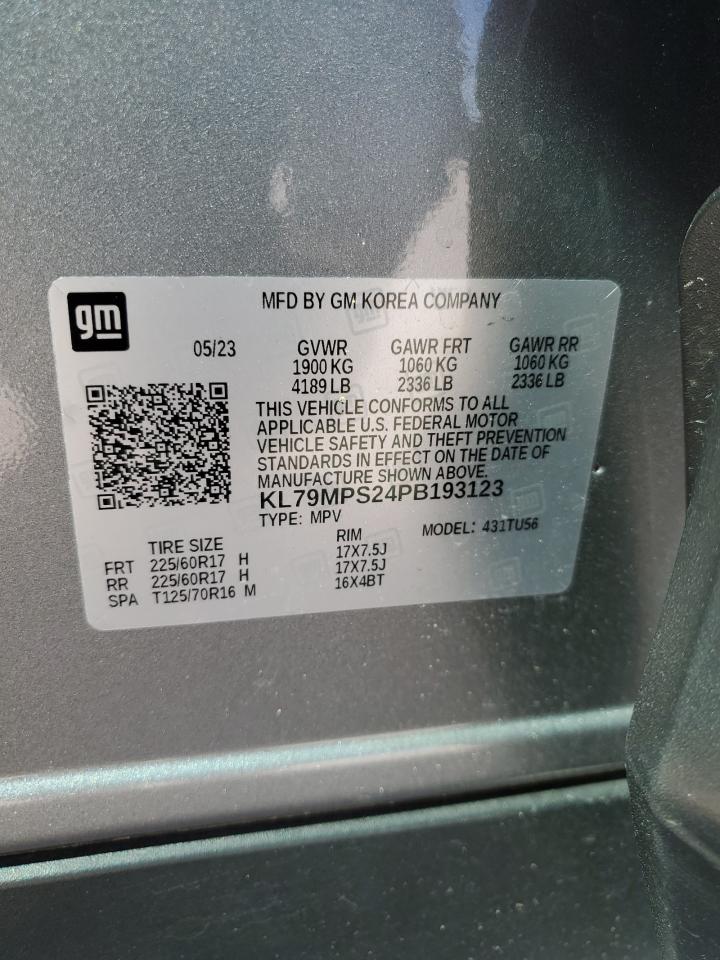 gm
MFD BY GM KOREA COMPANY
05/23 GVWR GAWR FRT GAWR RR
1900 KG 1060 KG 1060 KG
4189 LB 2336 LB 2336 LB
THIS VEHICLE CONFORMS TO ALL
APPLICABLE U.S. FEDERAL MOTOR
VEHICLE SAFETY AND THEFT PREVENTION
STANDARDS IN EFFECT ON THE DATE OF
MANUFACTURE SHOWN ABOVE.
KL79MPS24PB193123
TYPE: MPV MODEL: 431TU56
TIRE SIZE RIM
FRT 225/60R17 H 17X7.5J
RR 225/60R17 H 17X7.5J
SPA T125/70R16 M 16X4BT